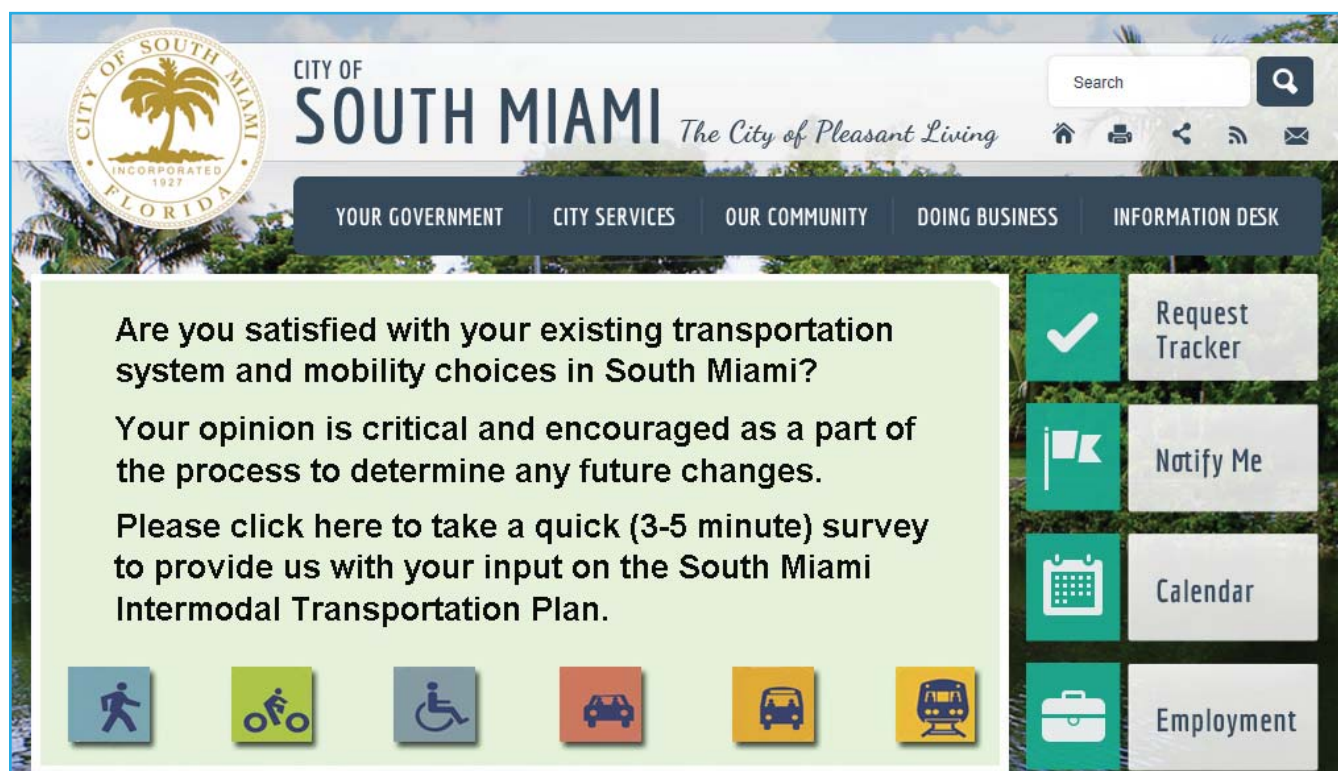 CITY OF SOUTH MIAMI
INCORPORATED
1927
FLORIDA
CITY OF
SOUTH MIAMI The City of Pleasant Living
Search
YOUR GOVERNMENT CITY SERVICES OUR COMMUNITY DOING BUSINESS INFORMATION DESK
Are you satisfied with your existing transportation
system and mobility choices in South Miami?
Your opinion is critical and encouraged as a part of
the process to determine any future changes.
Please click here to take a quick (3-5 minute) survey
to provide us with your input on the South Miami
Intermodal Transportation Plan.
Request
Tracker
Notify Me
Calendar
Employment